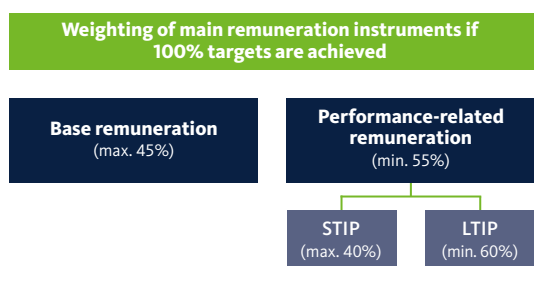 Weighting of main remuneration instruments if
100% targets are achieved
Base remuneration
(max. 45%)
Performance-related
remuneration
(min. 55%)
STIP
(max. 40%)
LTIP
(min. 60%)